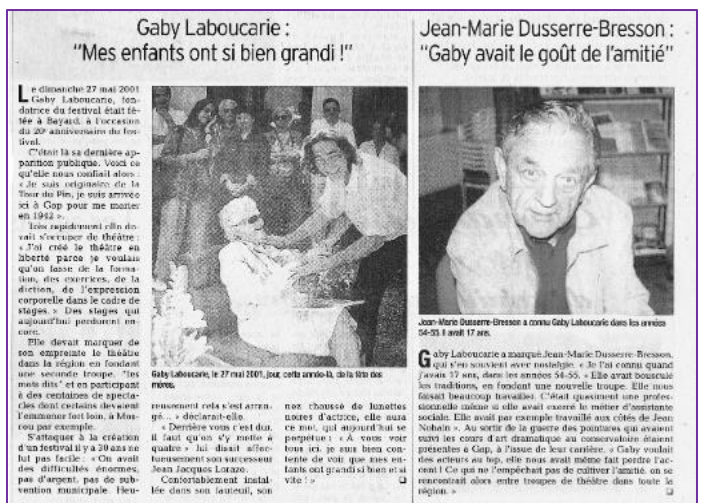 Gaby Laboucarie :
"Mes enfants ont si bien grandi !"
Le dimanche 27 mai 2001
Gaby Laboucarie, fon-
datrice du festival était fê-
tée à Bayard, à l'occasion
du 20e anniversaire du fes-
tival.
C'était là sa dernière ap-
parition publique. Voici ce
qu'elle nous confiait alors :
« Je suis originaire de la
Tour du Pin, je suis arrivée
ici à Gap pour me marier
en 1942 ».
Très rapidement elle de-
vait s'occuper de théâtre :
« J'ai créé le théâtre en
liberté parce je voulais
qu'on fasse de la forma-
tion, des exercices, de la
diction, de l'expression
corporelle dans le cadre de
stages. » Des stages qui
aujourd'hui perdurent en-
core.
Elle devait marquer de
son empreinte le théâtre
dans la région en fondant
une seconde troupe, "les
mots dits" et en participant
à des centaines de specta-
cles dont certains devaient
l'emmener fort loin, à Mos-
cou par exemple.
S'attaquer à la création
d'un festival il y a 30 ans ne
fut pas facile : « On avait
des difficultés énormes,
pas d'argent, pas de sub-
vention municipale. Heu-
Gaby Laboucarie, le 27 mai 2001, jour, cette année-là, de la fête des
mères.
reusement cela s'est arran-
gé... » déclarait-elle.
« Derrière vous c'est dur,
il faut qu'on s'y mette à
quatre » lui disait affec-
tueusement son successeur
Jean Jacques Lorazo.
Confortablement instal-
lée dans son fauteuil, son
nez chaussé de lunettes
noires d'actrice, elle aura
ce mot, qui aujourd'hui se
perpétue : « A vous voir
tous ici, je suis bien con-
tente de voir que mes en-
fants ont grandi si bien et si
vite ! »
Jean-Marie Dusserre-Bresson :
"Gaby avait le goût de l'amitié"
Jean-Marie Dusserre-Bresson a connu Gaby Laboucarie dans les années
54-55. Il avait 17 ans.
Gaby Laboucarie a marqué Jean-Marie Dusserre-Bresson,
qui s'en souvient avec nostalgie. « Je l'ai connu quand
j'avais 17 ans, dans les années 54-55. » Elle avait bousculé
les traditions, en fondant une nouvelle troupe. Elle nous
faisait beaucoup travailler. C'était quasiment une profes-
sionnelle même si elle avait exercé le métier d'assistante
sociale. Elle avait par exemple travaillé aux côtés de Jean
Nohain ». Au sortir de la guerre des pointures qui avaient
suivi les cours d'art dramatique au conservatoire étaient
présentes à Gap, à l'issue de leur carrière. « Gaby voulait
des acteurs au top, elle nous avait même fait perdre l'ac-
cent ! Ce qui ne l'empêchait pas de cultiver l'amitié, on se
rencontrait alors entre troupes de théâtre dans toute la
région. »